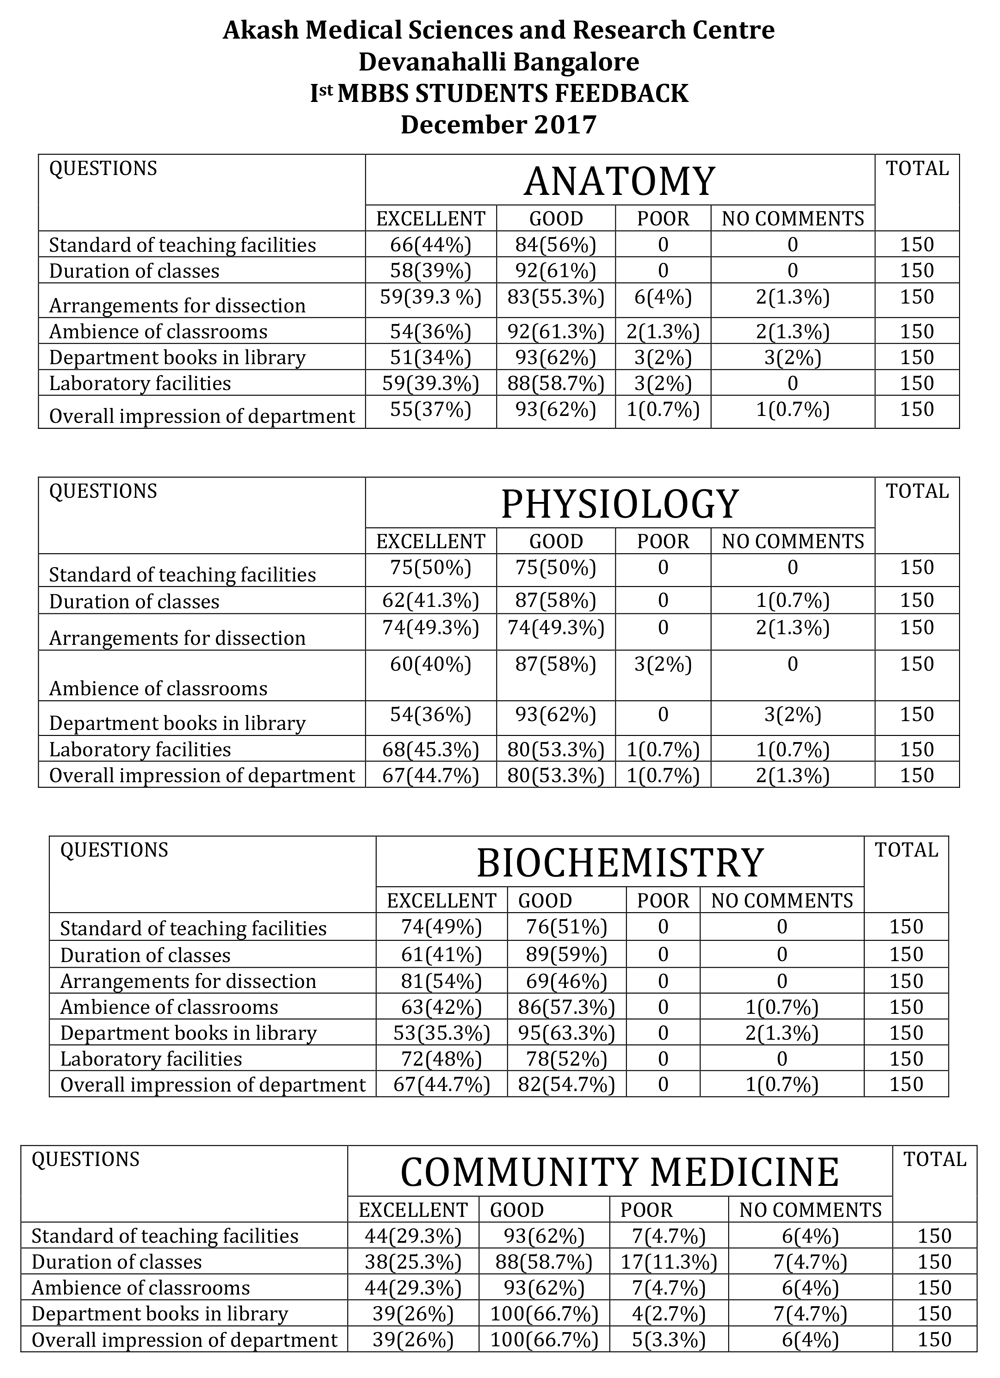 Akash Medical Sciences and Research Centre
Devanahalli Bangalore
Ist MBBS STUDENTS FEEDBACK
December 2017
QUESTIONS ANATOMY TOTAL
EXCELLENT GOOD POOR NO COMMENTS
Standard of teaching facilities 66(44%) 84(56%) 0 0 150
Duration of classes 58(39%) 92(61%) 0 0 150
Arrangements for dissection 59(39.3 %) 83(55.3%) 6(4%) 2(1.3%) 150
Ambience of classrooms 54(36%) 92(61.3%) 2(1.3%) 2(1.3%) 150
Department books in library 51(34%) 93(62%) 3(2%) 3(2%) 150
Laboratory facilities 59(39.3%) 88(58.7%) 3(2%) 0 150
Overall impression of department 55(37%) 93(62%) 1(0.7%) 1(0.7%) 150
QUESTIONS PHYSIOLOGY TOTAL
EXCELLENT GOOD POOR NO COMMENTS
Standard of teaching facilities 75(50%) 75(50%) 0 0 150
Duration of classes 62(41.3%) 87(58%) 0 1(0.7%) 150
Arrangements for dissection 74(49.3%) 74(49.3%) 0 2(1.3%) 150
Ambience of classrooms 60(40%) 87(58%) 3(2%) 0 150
Department books in library 54(36%) 93(62%) 0 3(2%) 150
Laboratory facilities 68(45.3%) 80(53.3%) 1(0.7%) 1(0.7%) 150
Overall impression of department 67(44.7%) 80(53.3%) 1(0.7%) 2(1.3%) 150
QUESTIONS BIOCHEMISTRY TOTAL
EXCELLENT GOOD POOR NO COMMENTS
Standard of teaching facilities 74(49%) 76(51%) 0 0 150
Duration of classes 61(41%) 89(59%) 0 0 150
Arrangements for dissection 81(54%) 69(46%) 0 0 150
Ambience of classrooms 63(42%) 86(57.3%) 0 1(0.7%) 150
Department books in library 53(35.3%) 95(63.3%) 0 2(1.3%) 150
Laboratory facilities 72(48%) 78(52%) 0 0 150
Overall impression of department 67(44.7%) 82(54.7%) 0 1(0.7%) 150
QUESTIONS COMMUNITY MEDICINE TOTAL
EXCELLENT GOOD POOR NO COMMENTS
Standard of teaching facilities 44(29.3%) 93(62%) 7(4.7%) 6(4%) 150
Duration of classes 38(25.3%) 88(58.7%) 17(11.3%) 7(4.7%) 150
Ambience of classrooms 44(29.3%) 93(62%) 7(4.7%) 6(4%) 150
Department books in library 39(26%) 100(66.7%) 4(2.7%) 7(4.7%) 150
Overall impression of department 39(26%) 100(66.7%) 5(3.3%) 6(4%) 150